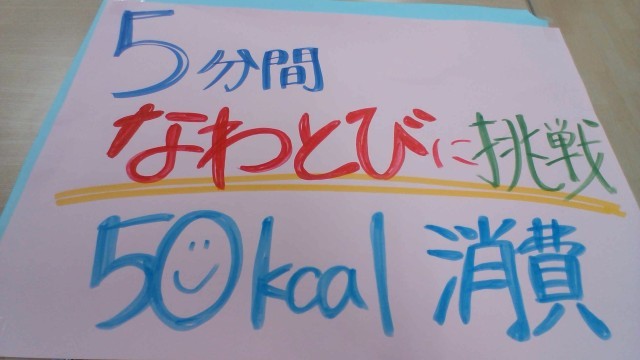 5分間
なわとびに挑戦
50kcal 消費